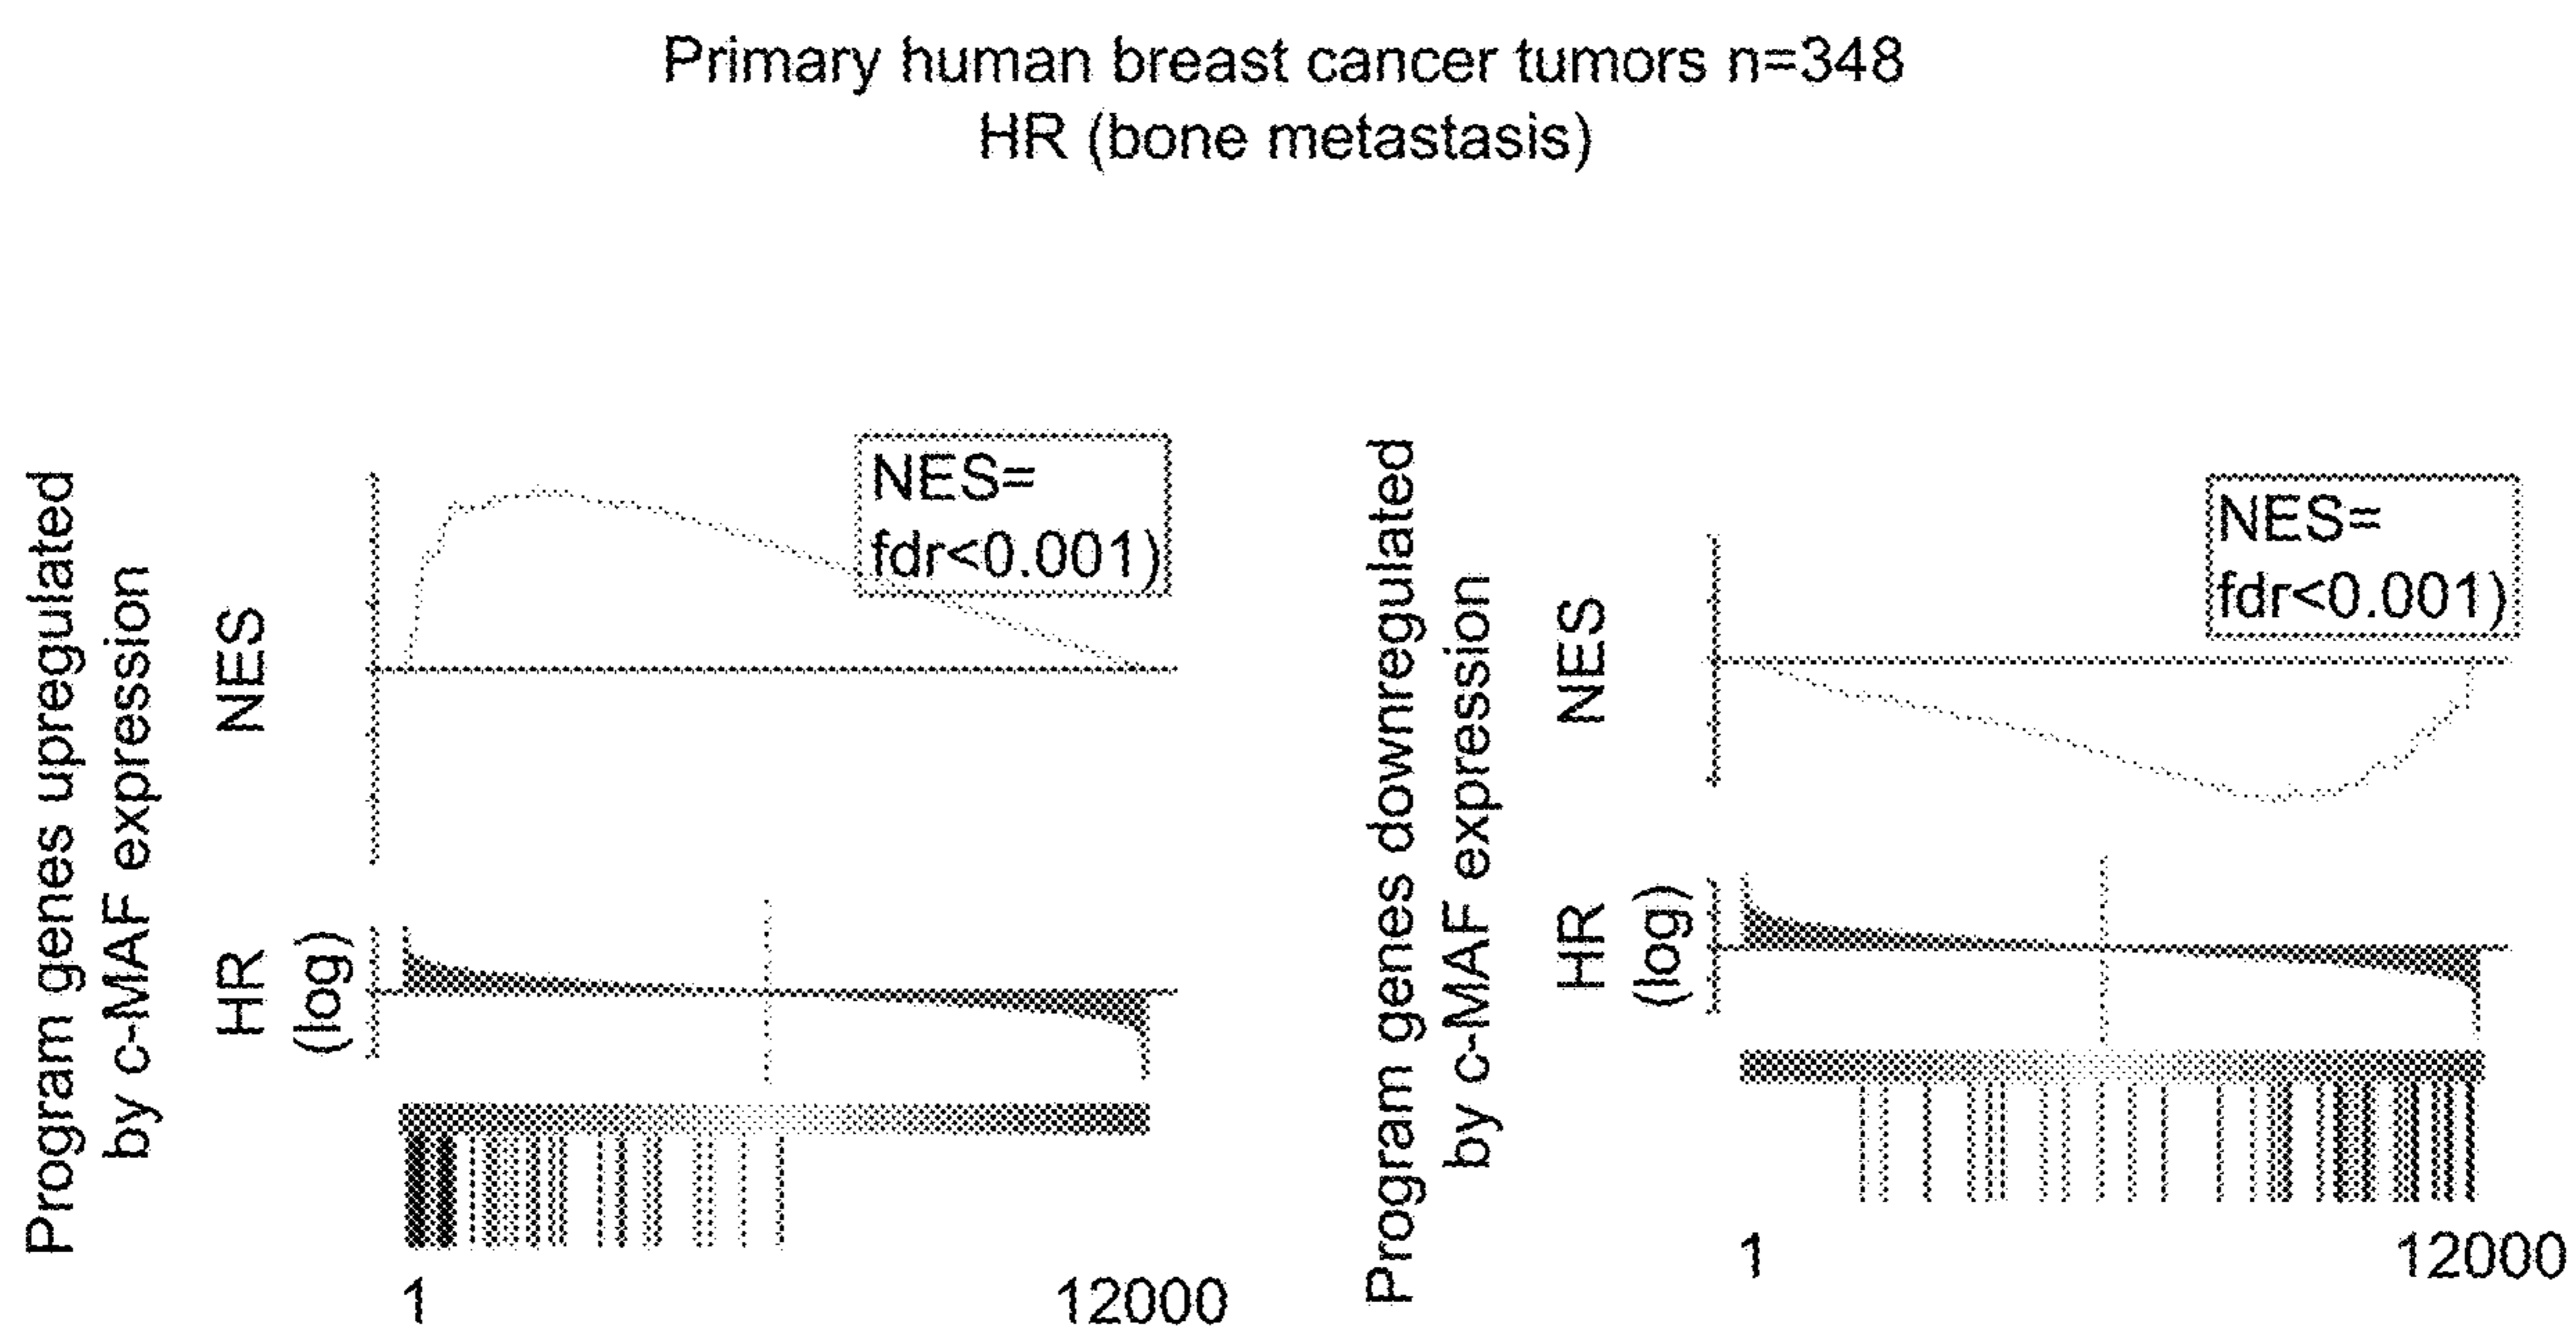 Primary human breast cancer tumors n=348
HR (bone metastasis)
Program genes upregulated
by c-MAF expression
NES
NES=
fdr<0.001)
HR
(log)
1
12000
Program genes downregulated
by c-MAF expression
NES
NES=
fdr<0.001)
HR
(log)
1
12000